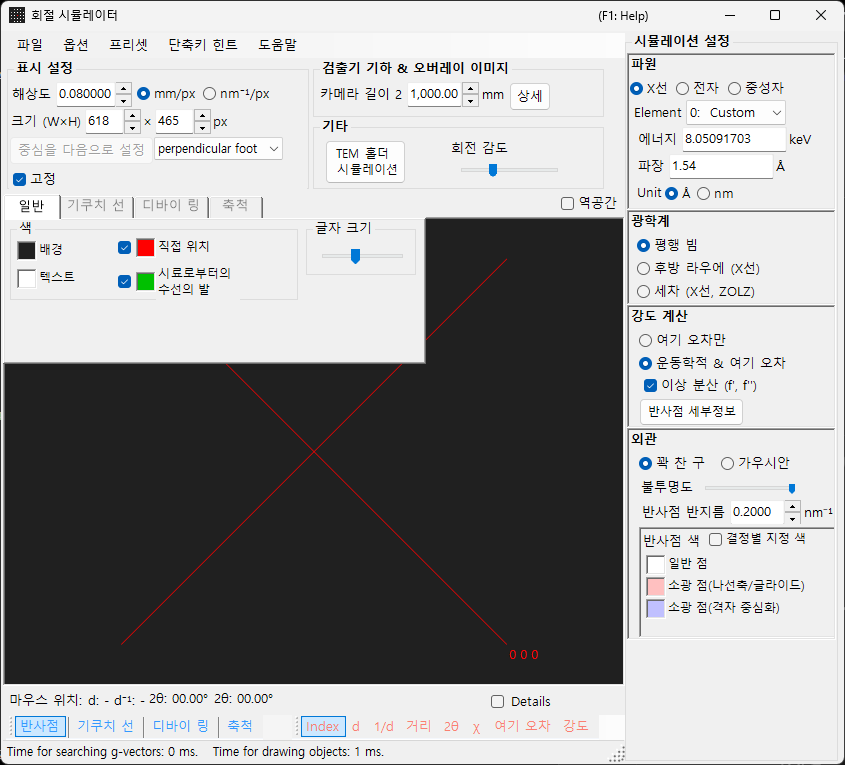 회절 시뮬레이터
(F1: Help)
파일 옵션 프리셋 단축키 힌트 도움말
표시 설정
해상도 0.080000 mm/px nm⁻¹/px
크기 (W×H) 618 × 465 px
중심을 다음으로 설정 perpendicular foot
고정
검출기 기하 & 오버레이 이미지
카메라 길이 2 1,000.00 mm 상세
기타
TEM 홀더
시뮬레이션
회전 감도
일반 기쿠치 선 디바이 링 축척
역공간
색
배경
텍스트
직접 위치
시료로부터의
수선의 발
글자 크기
0 0 0
마우스 위치: d: - d⁻¹: - 2θ: 00.00° 2θ: 00.00°
Details
반사점 기쿠치 선 디바이 링 축척 Index d 1/d 거리 2θ χ 여기 오차 강도
Time for searching g-vectors: 0 ms. Time for drawing objects: 1 ms.
시뮬레이션 설정
파원
X선 전자 중성자
Element 0: Custom
에너지 8.05091703 keV
파장 1.54 Å
Unit Å nm
광학계
평행 빔
후방 라우에 (X선)
세차 (X선, ZOLZ)
강도 계산
여기 오차만
운동학적 & 여기 오차
이상 분산 (f', f'')
반사점 세부정보
외관
꽉 찬 구 가우시안
불투명도
반사점 반지름 0.2000 nm⁻¹
반사점 색 결정별 지정 색
일반 점
소광 점(나선축/글라이드)
소광 점(격자 중심화)